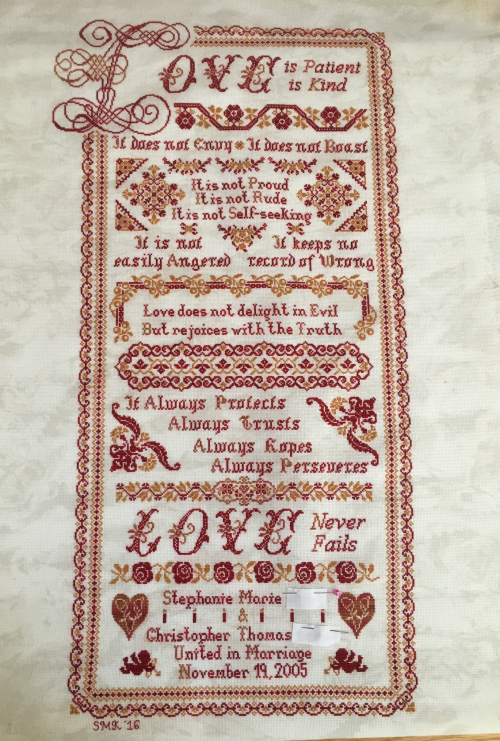 LOVE is Patient
is Kind
It does not Envy It does not Boast
It is not Proud
It is not Rude
It is not Self-seeking
It is not easily Angered
It keeps no record of Wrong
Love does not delight in Evil
But rejoices with the Truth
It Always Protects
Always Trusts
Always Hopes
Always Perseveres
LOVE Never
Fails
Stephanie Marie
&
Christopher Thomas
United in Marriage
November 19, 2005
SMK '16